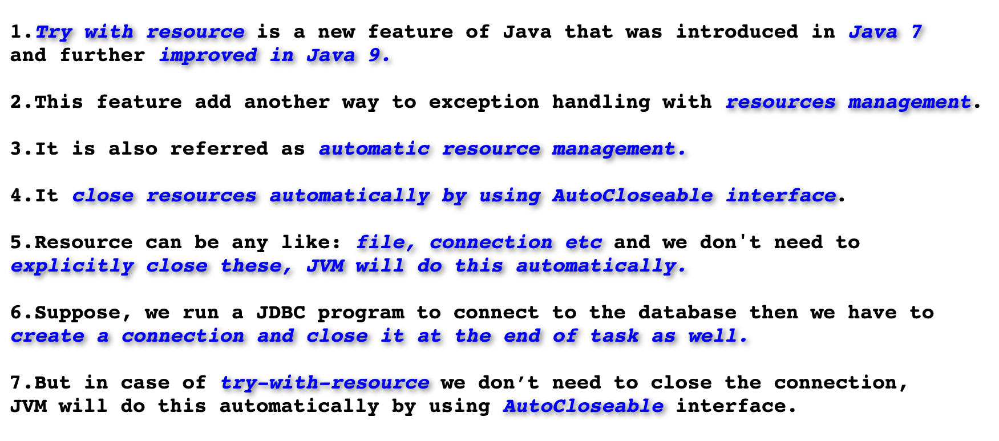 1.Try with resource is a new feature of Java that was introduced in Java 7
and further improved in Java 9.
2.This feature add another way to exception handling with resources management.
3.It is also referred as automatic resource management.
4.It close resources automatically by using AutoCloseable interface.
5.Resource can be any like: file, connection etc and we don't need to
explicitly close these, JVM will do this automatically.
6.Suppose, we run a JDBC program to connect to the database then we have to
create a connection and close it at the end of task as well.
7.But in case of try-with-resource we don’t need to close the connection,
JVM will do this automatically by using AutoCloseable interface.